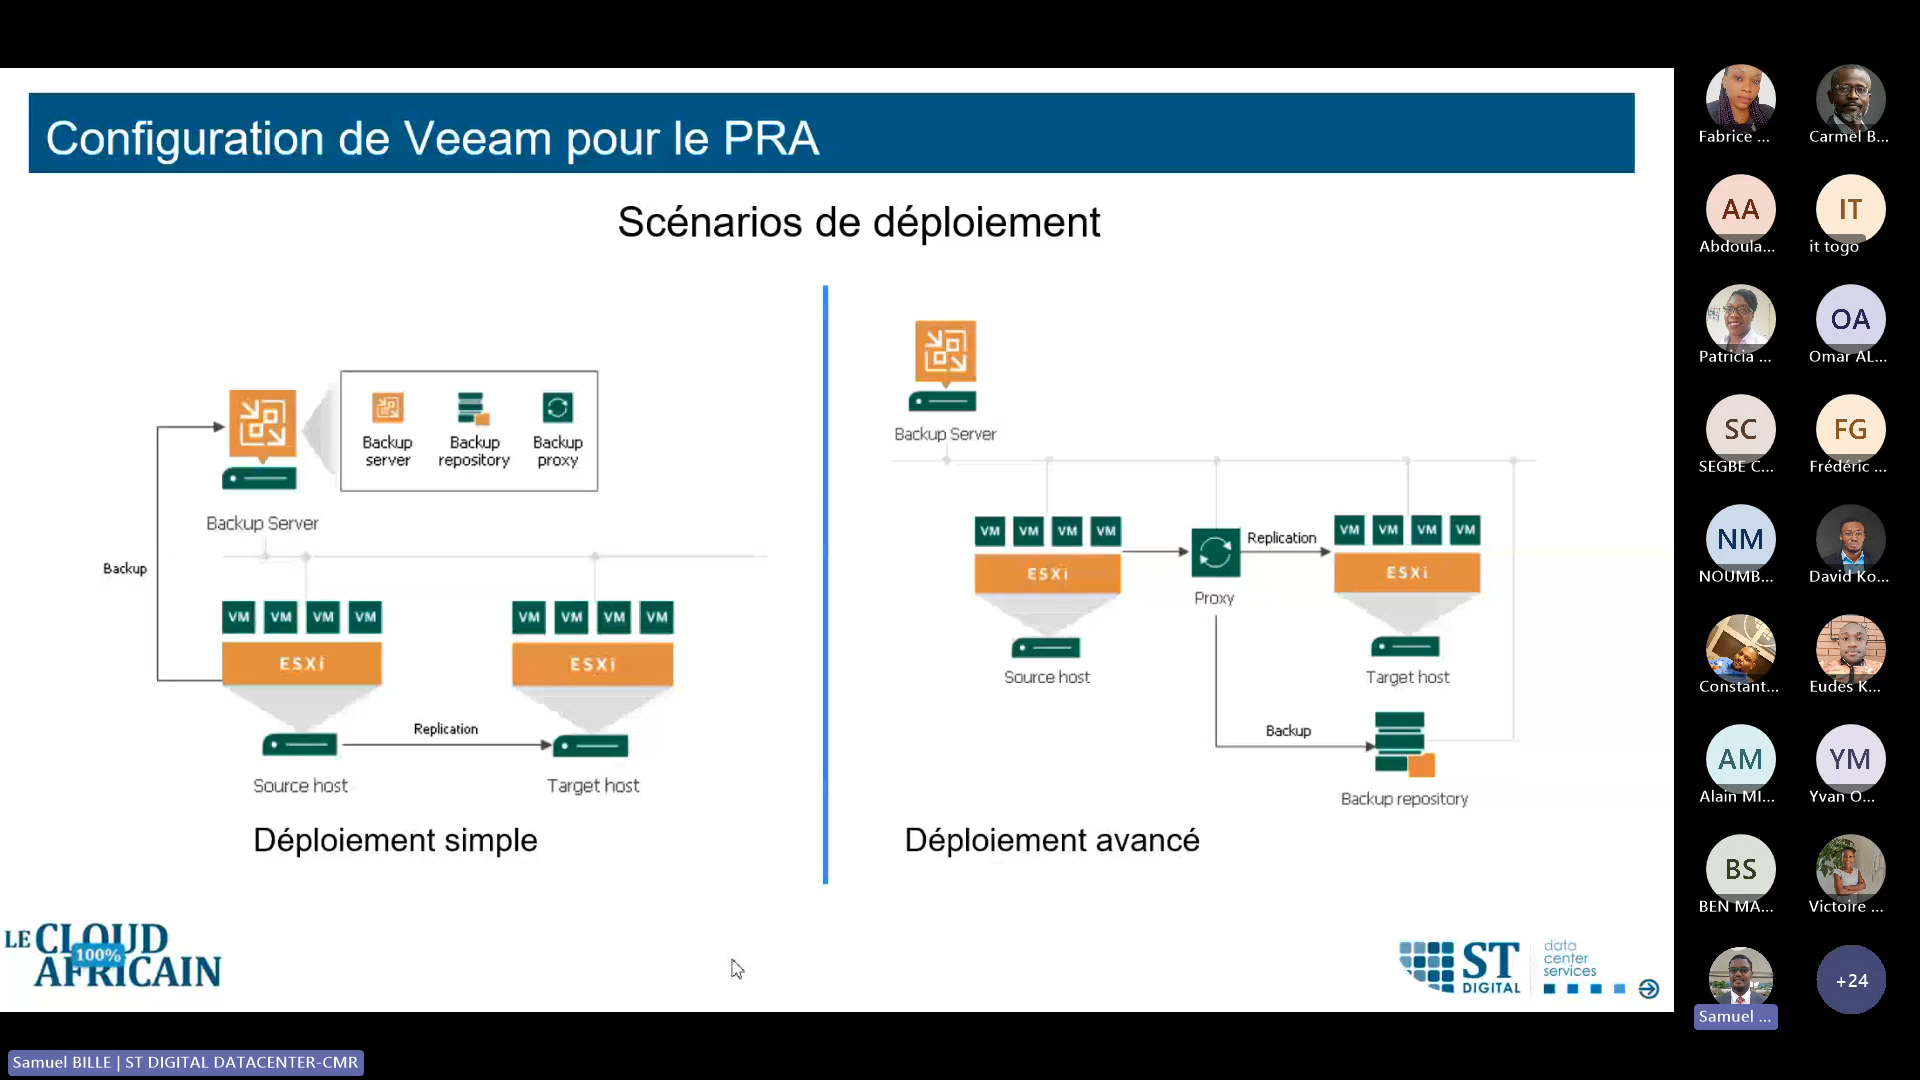 Configuration de Veeam pour le PRA
Scénarios de déploiement
Backup server
Backup repository
Backup proxy
Backup Server
Backup
VM VM VM VM
VM VM VM VM
ESXi
ESXi
Replication
Source host
Target host
Déploiement simple
Backup Server
VM VM VM VM
VM VM VM VM
ESXi
Replication
ESXi
Proxy
Source host
Target host
Backup
Backup repository
Déploiement avancé
LE CLOUD
AFRICAIN
100%
ST
DIGITAL
data
center
services
Fabrice ...
Carmel B...
AA
IT
Abdoula...
it togo
Patricia ...
OA
Omar AL...
SC
FG
SEGBE C...
Frédéric ...
NM
NOUMB...
David Ko...
Constant...
Eudes K...
AM
YM
Alain MI...
Yvan O...
BS
BEN MA...
Victoire ...
Samuel ...
+24
Samuel BILLE | ST DIGITAL DATACENTER-CMR